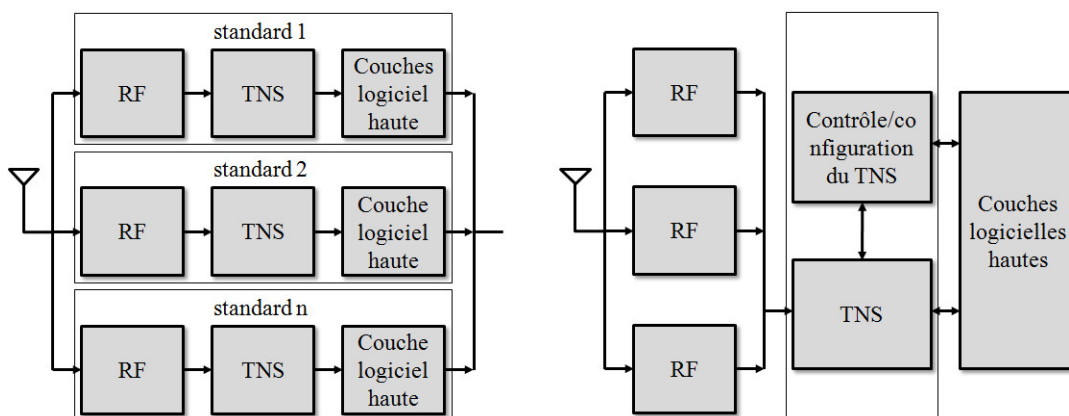 standard 1
RF
TNS
Couches
logiciel
haute
standard 2
RF
TNS
Couche
logiciel
haute
standard n
RF
TNS
Couche
logiciel
haute
RF
RF
RF
Contrôle/co
nfiguration
du TNS
TNS
Couches
logicielles
hautes